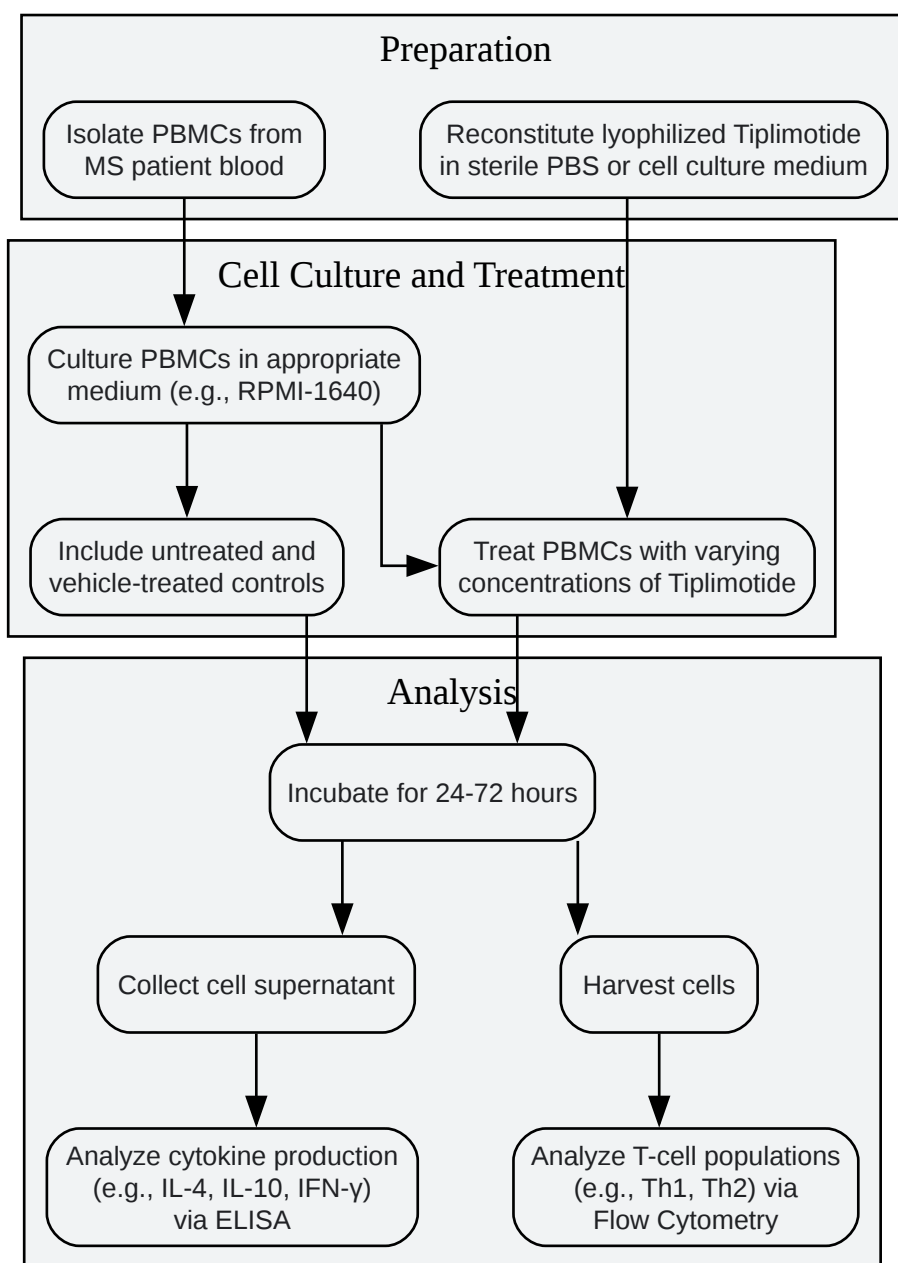 Preparation
Isolate PBMCs from
MS patient blood
Reconstitute lyophilized Tiplimotide
in sterile PBS or cell culture medium
Cell Culture and Treatment
Culture PBMCs in appropriate
medium (e.g., RPMI-1640)
Include untreated and
vehicle-treated controls
Treat PBMCs with varying
concentrations of Tiplimotide
Analysis
Incubate for 24-72 hours
Collect cell supernatant
Harvest cells
Analyze cytokine production
(e.g., IL-4, IL-10, IFN-γ)
via ELISA
Analyze T-cell populations
(e.g., Th1, Th2) via
Flow Cytometry